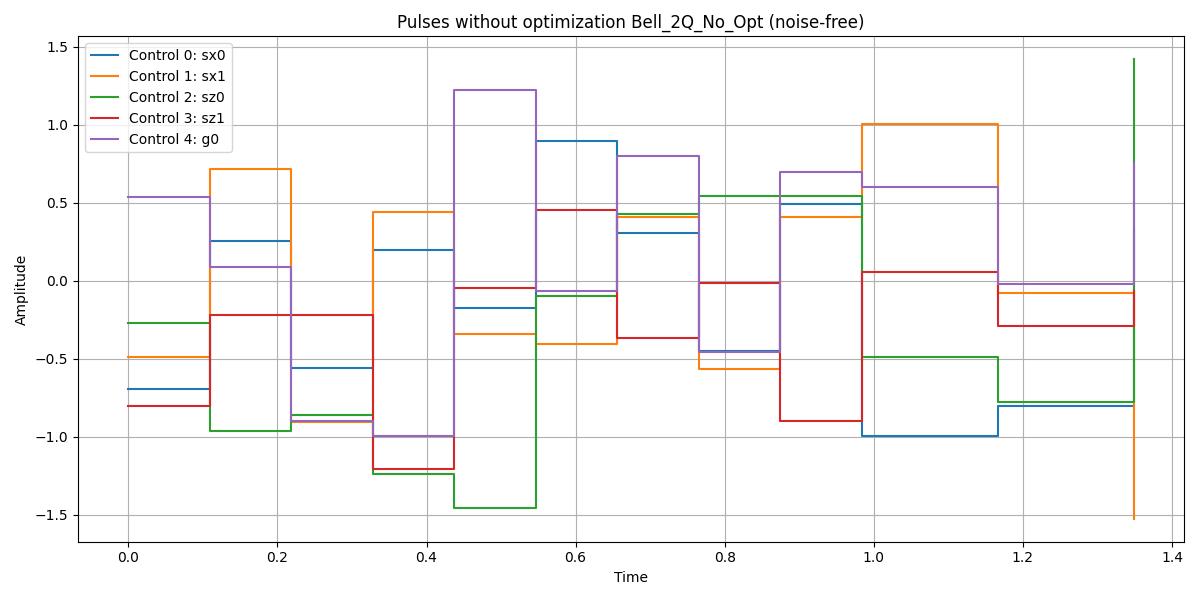 Pulses without optimization Bell_2Q_No_Opt (noise-free)
Control 0: sx0
Control 1: sx1
Control 2: sz0
Control 3: sz1
Control 4: g0
Amplitude
1.5
1.0
0.5
0.0
−0.5
−1.0
−1.5
0.0 0.2 0.4 0.6 0.8 1.0 1.2 1.4
Time